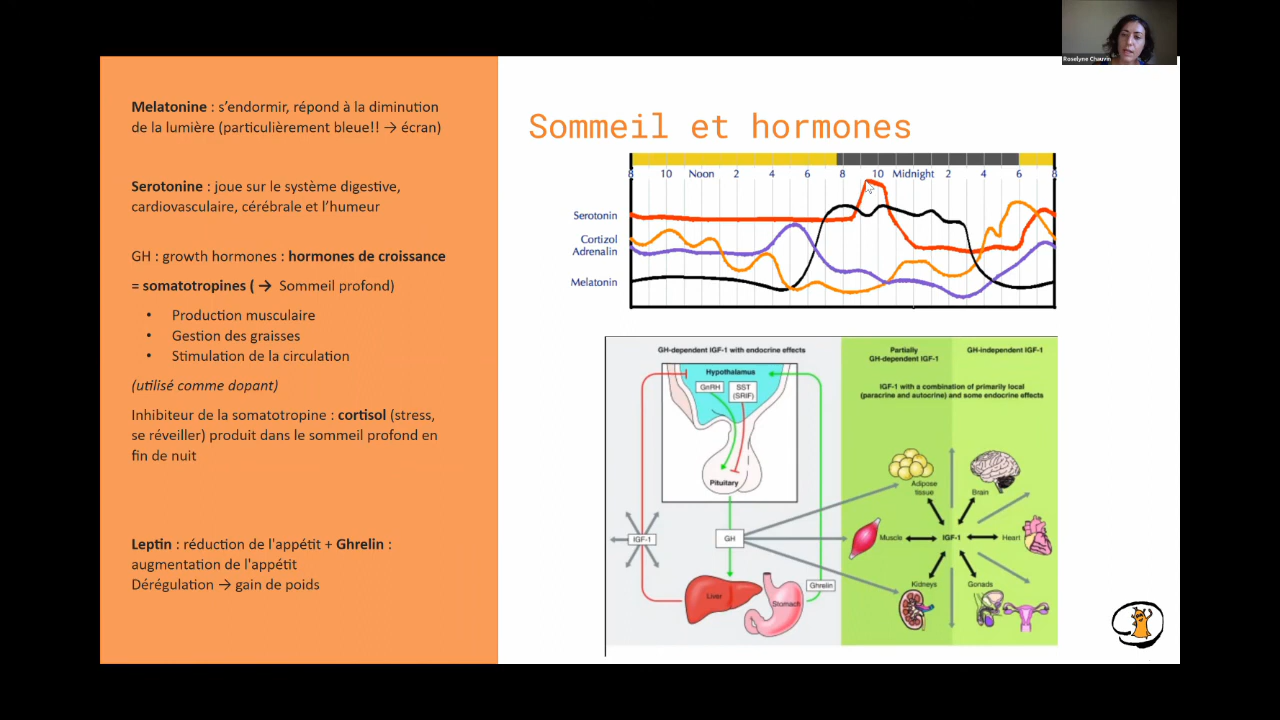 Roselyne Chauvin
Melatonine : s’endormir, répond à la diminution
de la lumière (particulièrement bleue!! → écran)
Serotonine : joue sur le système digestive,
cardiovasculaire, cérébrale et l’humeur
GH : growth hormones : hormones de croissance
= somatotropines ( → Sommeil profond)
• Production musculaire
• Gestion des graisses
• Stimulation de la circulation
(utilisé comme dopant)
Inhibiteur de la somatotropine : cortisol (stress,
se réveiller) produit dans le sommeil profond en
fin de nuit
Leptin : réduction de l'appétit + Ghrelin :
augmentation de l'appétit
Dérégulation → gain de poids
Sommeil et hormones
8 10 Noon 2 4 6 8 10 Midnight 2 4 6 8
Serotonin
Cortizol
Adrenalin
Melatonin
GH-dependent IGF-1 with endocrine effects
Hypothalamus
GnRH
SST
(SRIF)
Pituitary
IGF-1
GH
Ghrelin
Liver
Stomach
Partially
GH-dependent IGF-1
GH-independent IGF-1
IGF-1 with a combination of primarily local
(paracrine and autocrine) and some endocrine effects
Adipose
tissue
Brain
Muscle
IGF-1
Heart
Kidneys
Gonads